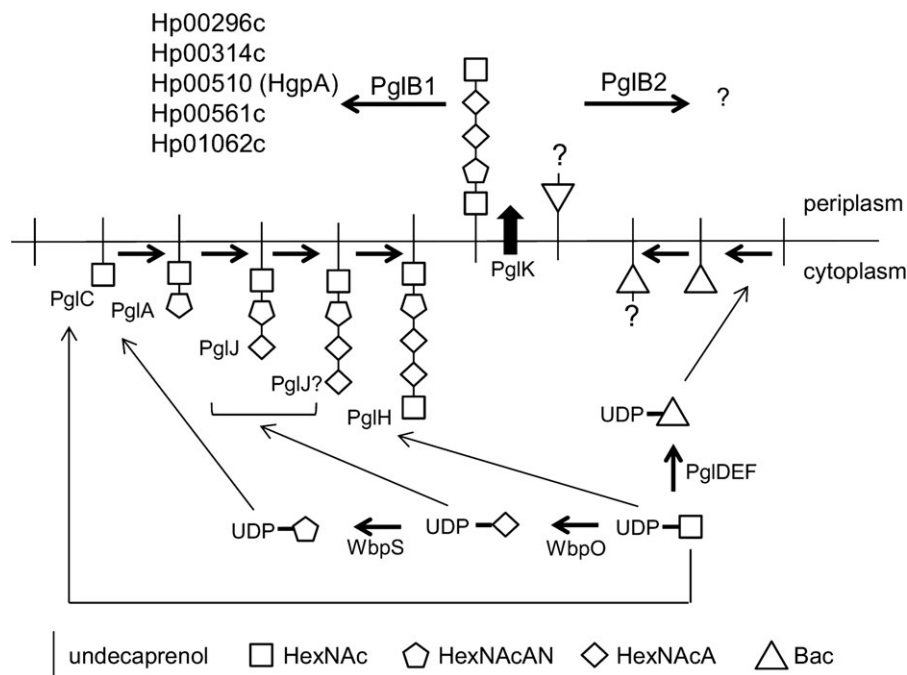 Hp00296c
Hp00314c
Hp00510 (HgpA)
Hp00561c
Hp01062c
PglB1
PglB2
?
?
periplasm
cytoplasm
PglK
PglC
PglA
PglJ
PglJ?
PglH
?
UDP
PglDEF
UDP
WbpS
UDP
WbpO
UDP
undecaprenol
HexNAc
HexNAcAN
HexNAcA
Bac